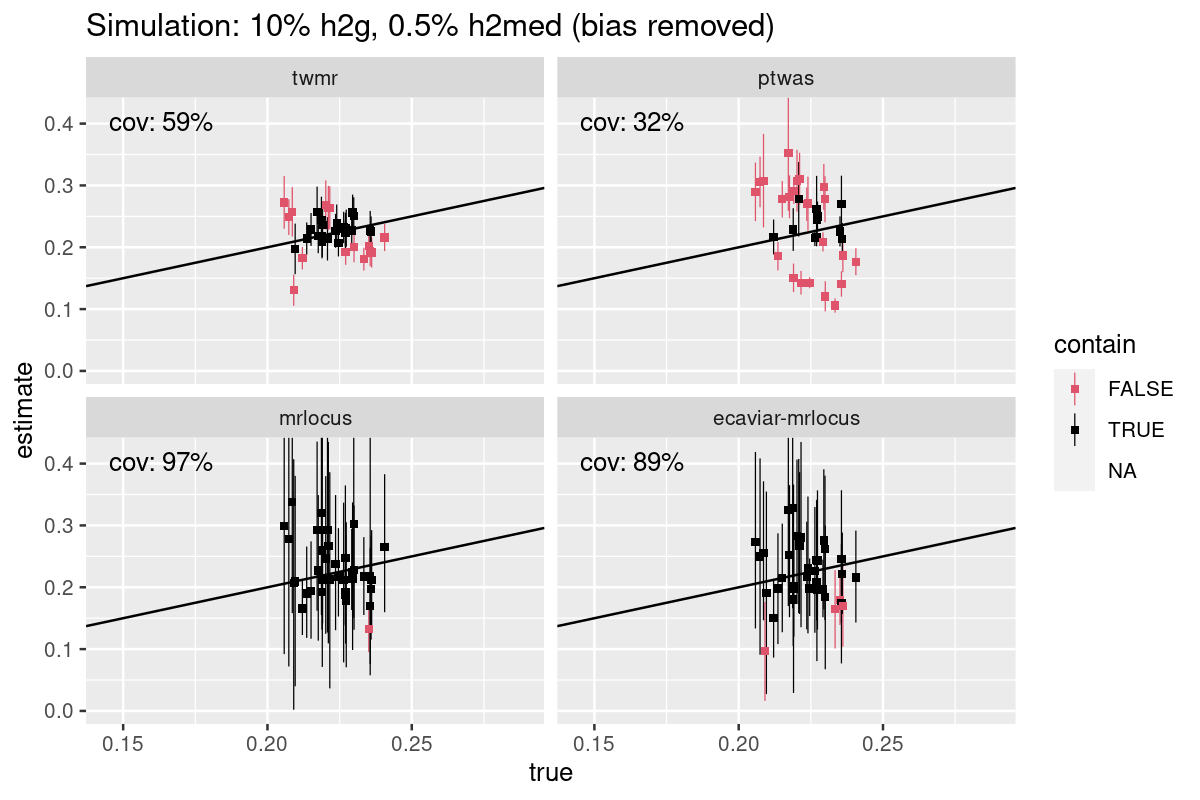 Simulation: 10% h2g, 0.5% h2med (bias removed)
twmr
ptwas
cov: 59%
cov: 32%
0.4
0.3
0.2
0.1
0.0
mrlocus
ecaviar-mrlocus
cov: 97%
cov: 89%
0.4
0.3
0.2
0.1
0.0
0.15 0.20 0.25
0.15 0.20 0.25
true
estimate
contain
FALSE
TRUE
NA